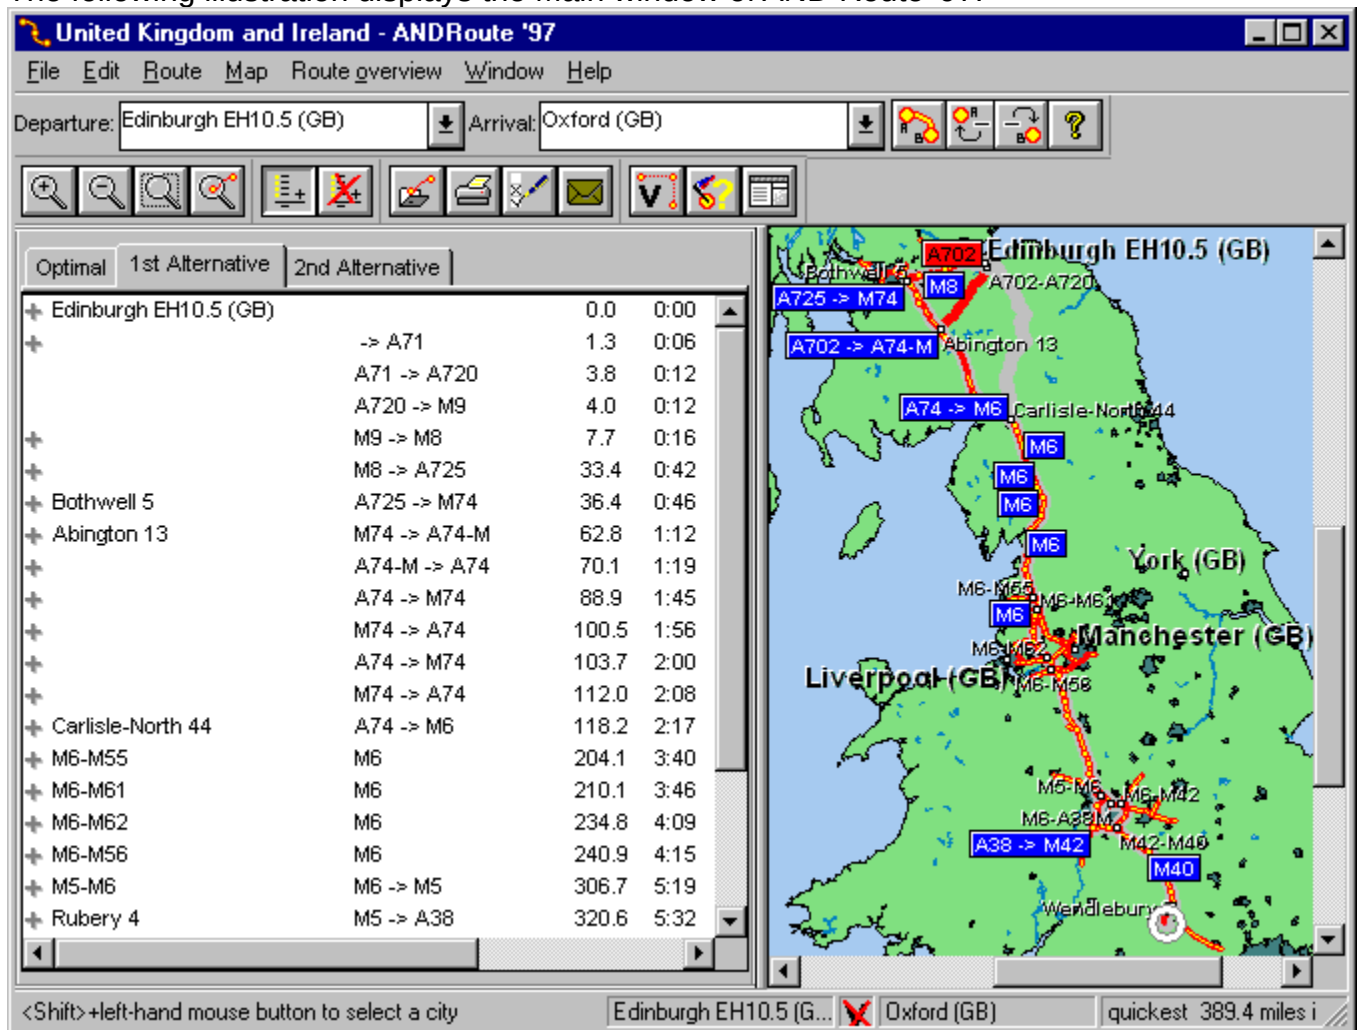 United Kingdom and Ireland - ANDRoute '97
File Edit Route Map Route overview Window Help
Departure: Edinburgh EH10.5 (GB) Arrival: Oxford (GB)
Optimal 1st Alternative 2nd Alternative
Edinburgh EH10.5 (GB) 0.0 0:00
-> A71 1.3 0:06
A71 -> A720 3.8 0:12
A720 -> M9 4.0 0:12
M9 -> M8 7.7 0:16
M8 -> A725 33.4 0:42
Bothwell 5 A725 -> M74 36.4 0:46
Abington 13 M74 -> A74-M 62.8 1:12
A74-M -> A74 70.1 1:19
A74 -> M74 88.9 1:45
M74 -> A74 100.5 1:56
A74 -> M74 103.7 2:00
M74 -> A74 112.0 2:08
Carlisle-North 44 A74 -> M6 118.2 2:17
M6-M55 M6 204.1 3:40
M6-M61 M6 210.1 3:46
M6-M62 M6 234.8 4:09
M6-M56 M6 240.9 4:15
M5-M6 M6 -> M5 306.7 5:19
Rubery 4 M5 -> A38 320.6 5:32
A702 Edinburgh EH10.5 (GB)
Bothwell 5
M8 A702-A720
A725 -> M74
A702 -> A74-M Abington 13
A74 -> M6 Carlisle-North 44
M6
M6
M6
M6
York (GB)
M6-M55
M6 M6-M61
Manchester (GB)
M6-M62
Liverpool (GB) M6-M56
M5-M6 M6-M42
M6-A38M
A38 -> M42 M42-M40
M40
Wendlebury
<Shift>+left-hand mouse button to select a city Edinburgh EH10.5 (G... Oxford (GB) quickest 389.4 miles i